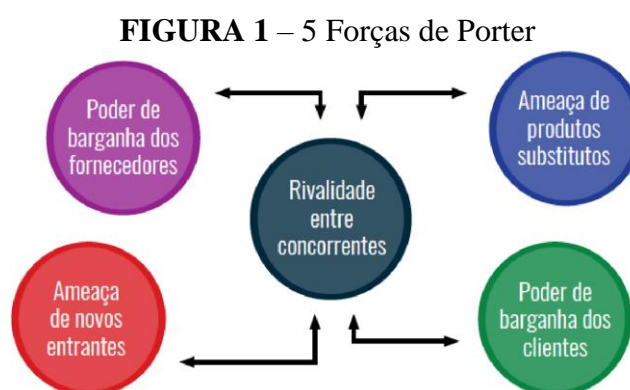 FIGURA 1 – 5 Forças de Porter
Poder de
barganha dos
fornecedores
Ameaça de
produtos
substitutos
Rivalidade
entre
concorrentes
Ameaça
de novos
entrantes
Poder de
barganha dos
clientes